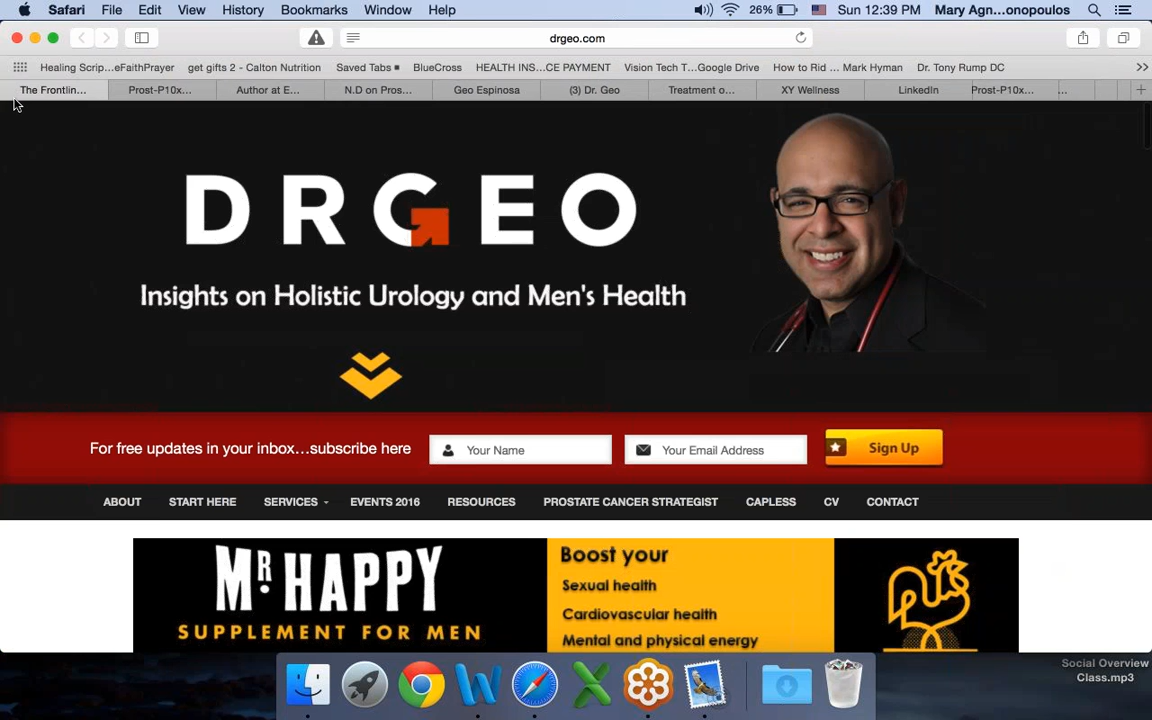 Safari File Edit View History Bookmarks Window Help 26% Sun 12:39 PM Mary Agn...onopoulos
drgeo.com
Healing Scrip...eFaithPrayer get gifts 2 - Calton Nutrition Saved Tabs BlueCross HEALTH INS...CE PAYMENT Vision Tech T...Google Drive How to Rid ... Mark Hyman Dr. Tony Rump DC
The Frontlin... Prost-P10x... Author at E... N.D on Pros... Geo Espinosa (3) Dr. Geo Treatment o... XY Wellness LinkedIn Prost-P10x... ...
DRGEO
Insights on Holistic Urology and Men's Health
For free updates in your inbox...subscribe here Your Name Your Email Address Sign Up
ABOUT START HERE SERVICES EVENTS 2016 RESOURCES PROSTATE CANCER STRATEGIST CAPLESS CV CONTACT
MR. HAPPY
SUPPLEMENT FOR MEN
Boost your
Sexual health
Cardiovascular health
Mental and physical energy
Social Overview
Class.mp3